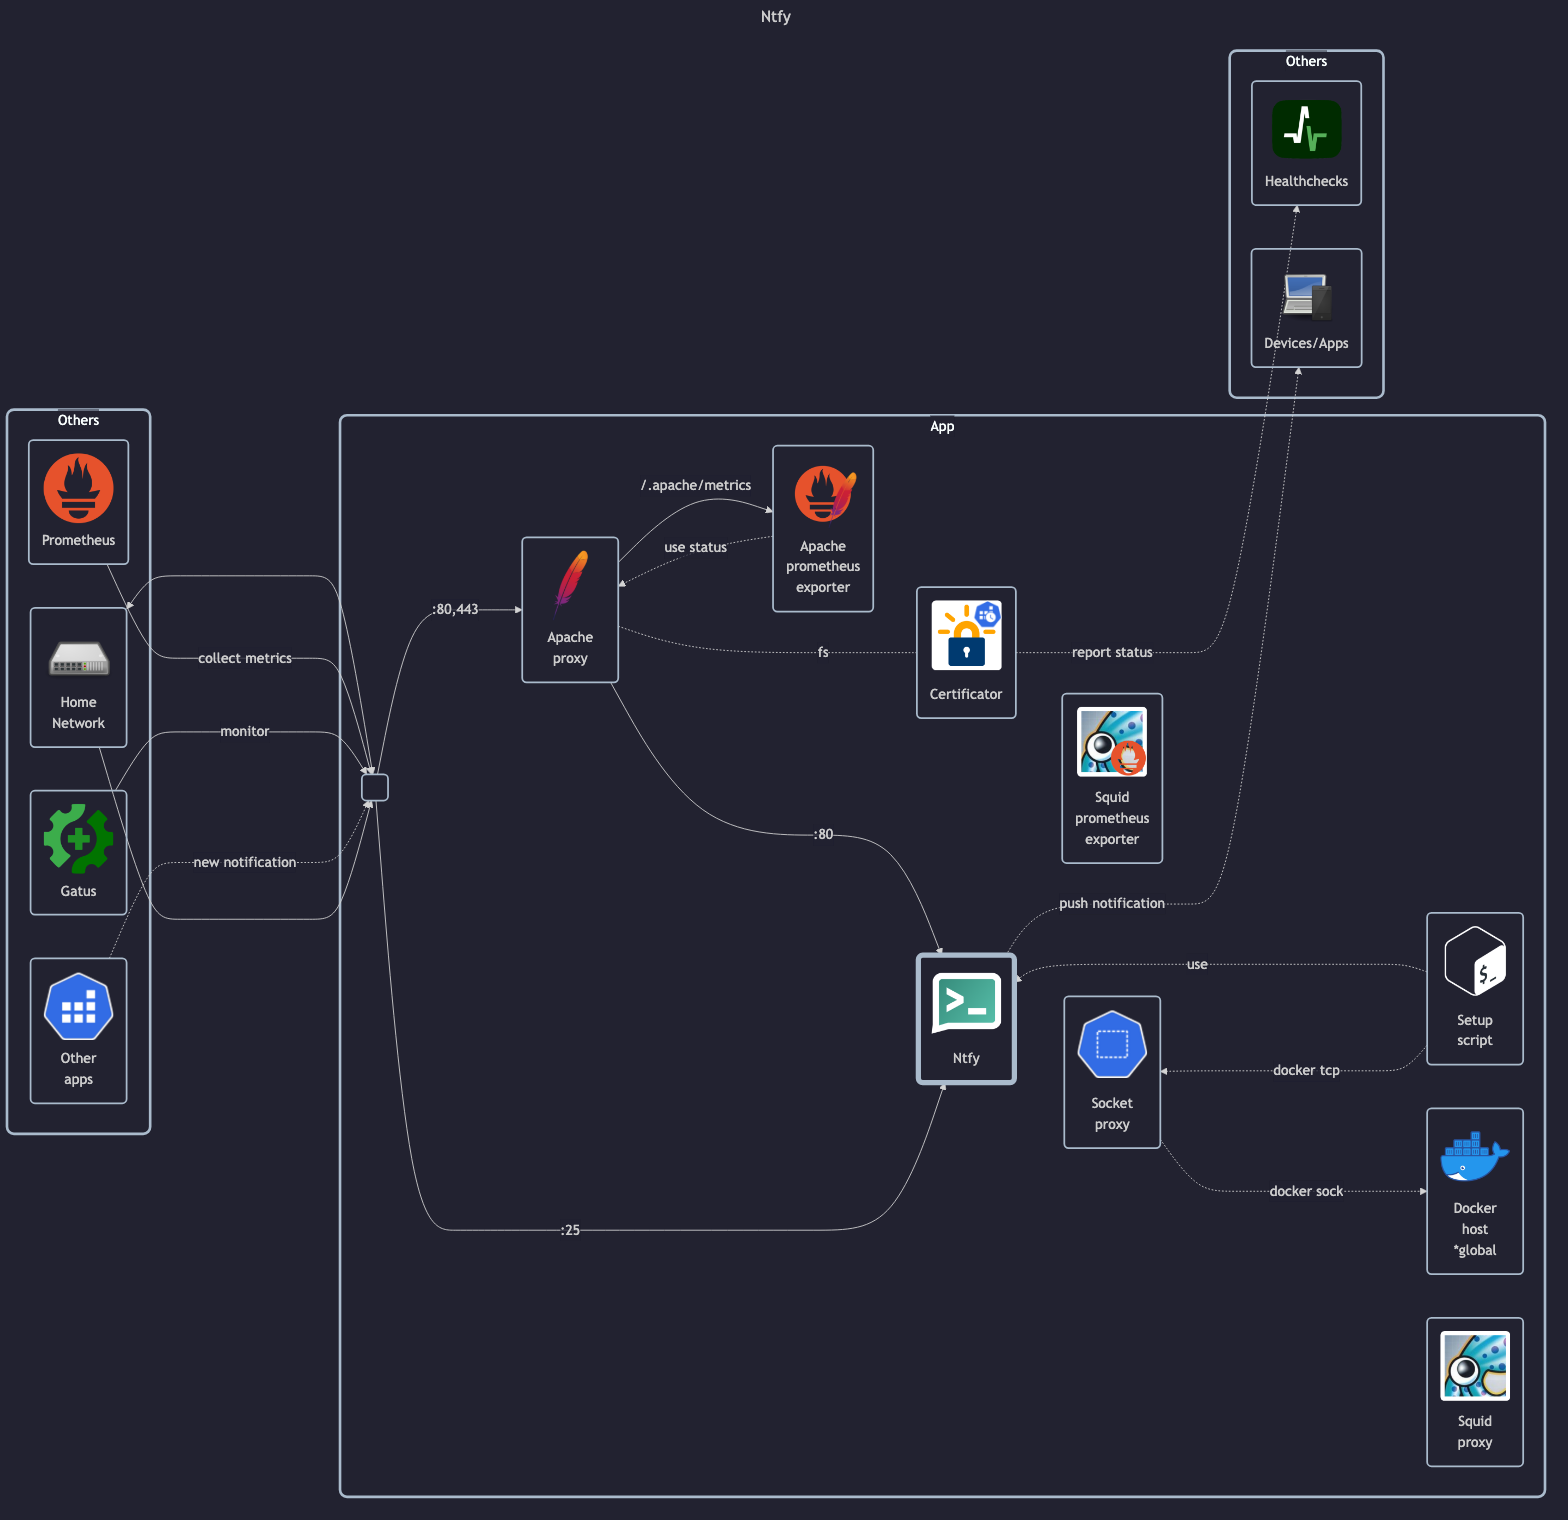 Ntfy
Others
Healthchecks
Devices/Apps
Others
Prometheus
Home
Network
Gatus
Other
apps
collect metrics
monitor
new notification
App
:80,443
Apache
proxy
/.apache/metrics
use status
Apache
prometheus
exporter
fs
Certificator
report status
Squid
prometheus
exporter
:80
push notification
>_
Ntfy
use
$_
Setup
script
Socket
proxy
docker tcp
docker sock
Docker
host
*global
:25
Squid
proxy